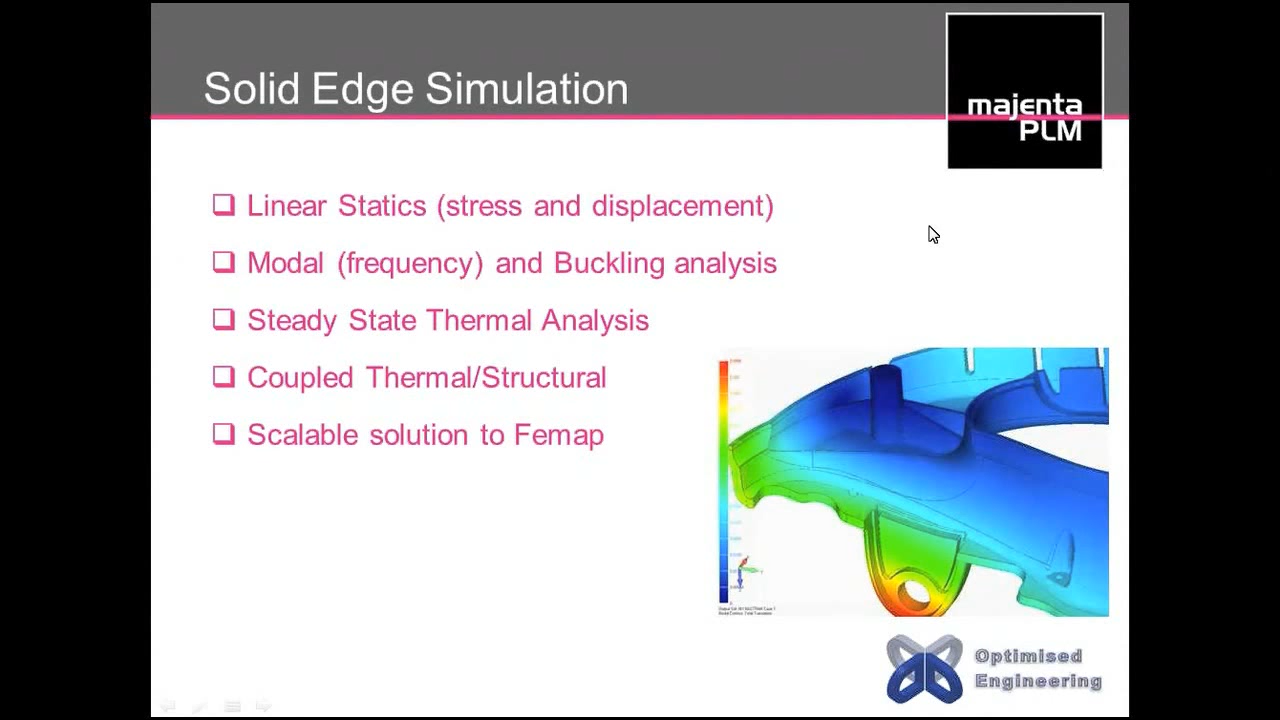 Solid Edge Simulation
majenta
PLM
Linear Statics (stress and displacement)
Modal (frequency) and Buckling analysis
Steady State Thermal Analysis
Coupled Thermal/Structural
Scalable solution to Femap
Optimised
Engineering